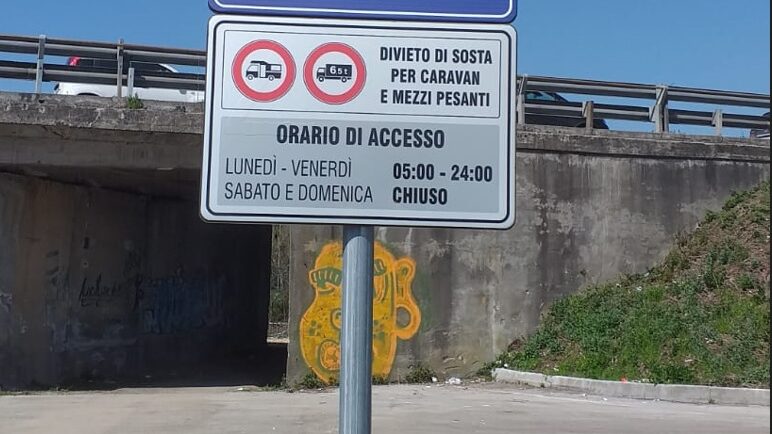 6.5t
DIVIETO DI SOSTA
PER CARAVAN
E MEZZI PESANTI
ORARIO DI ACCESSO
LUNEDÌ - VENERDÌ 05:00 - 24:00
SABATO E DOMENICA CHIUSO